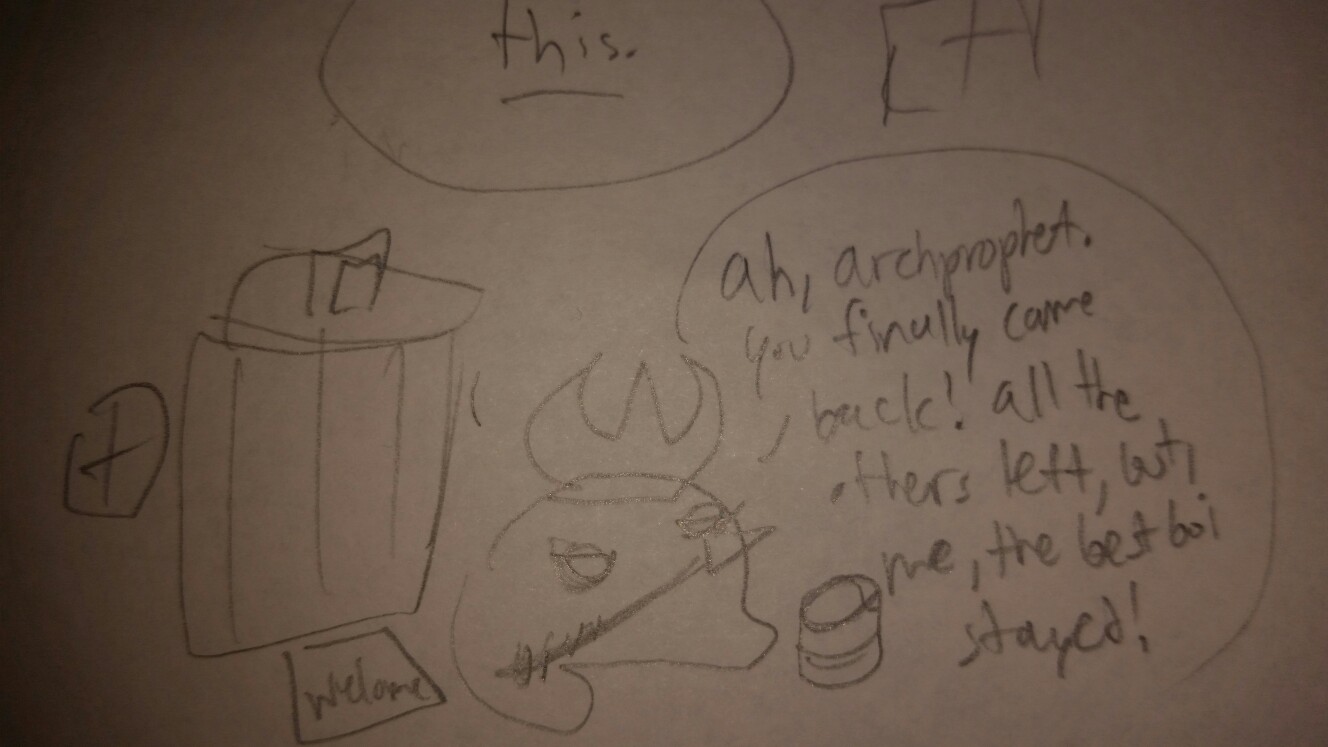 this.
ah, archprophet.
you finally came
back! all the
others left, but,
me, the best boi
stayed!
welome